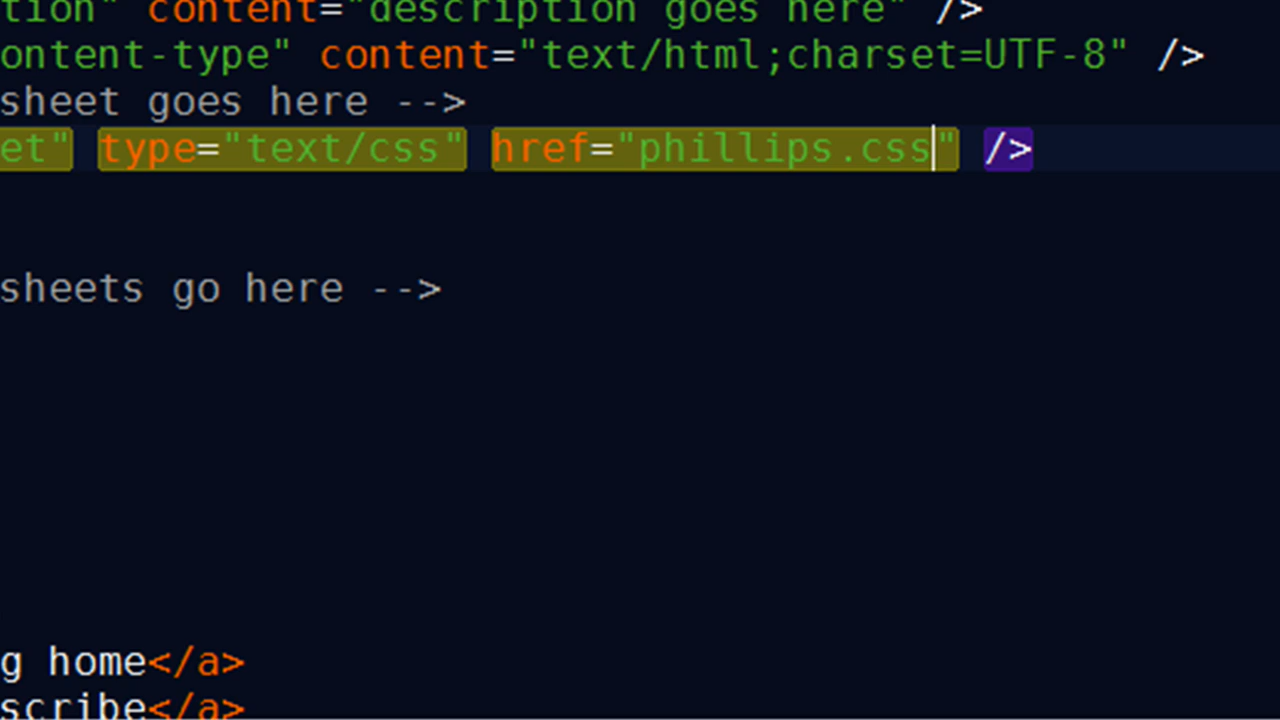 tion" content="description goes here" />
ontent-type" content="text/html;charset=UTF-8" />
sheet goes here -->
et" type="text/css" href="phillips.css" />
sheets go here -->
g home</a>
scribe</a>